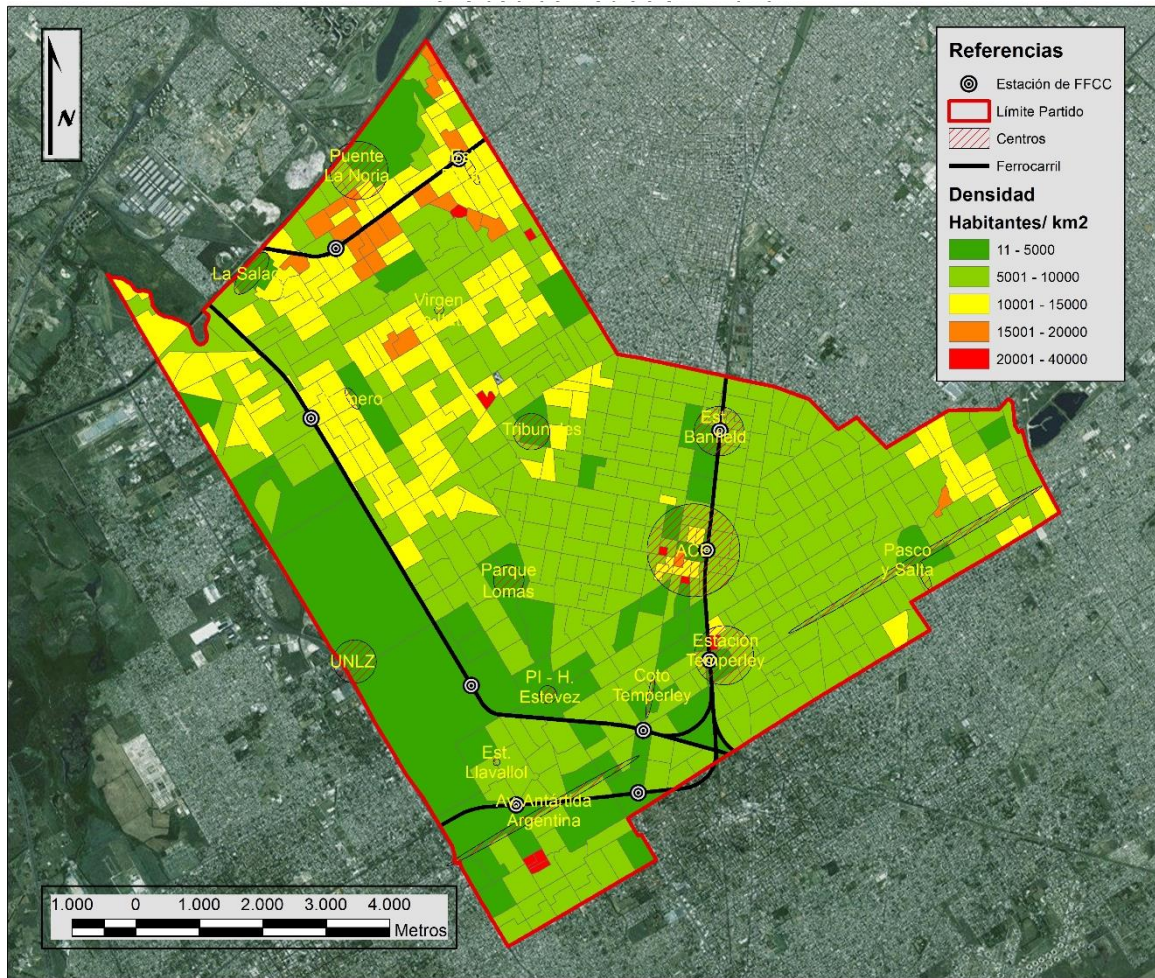 N
Referencias
Estación de FFCC
Límite Partido
Centros
Ferrocarril
Densidad
Habitantes/ km2
11 - 5000
5001 - 10000
10001 - 15000
15001 - 20000
20001 - 40000
Puente
La Noria
La Salada
Virgen
Tribunales
Est.
Banfield
Parque
Lomas
Pasco
y Salta
UNLZ
PI - H.
Estevez
Coto
Temperley
Estación
Temperley
Est.
Llavallol
Av. Antártida
Argentina
1.000 0 1.000 2.000 3.000 4.000
Metros